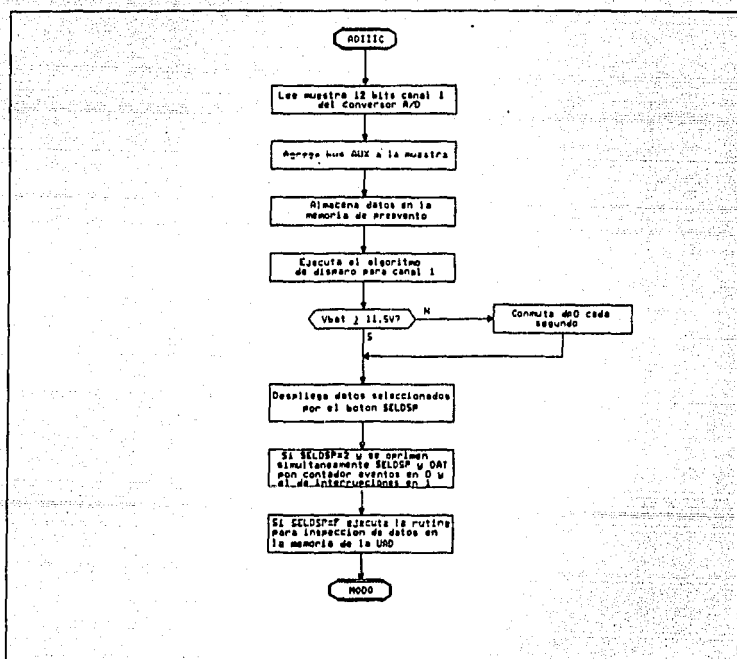 ADIIIC
Lee muestra 12 bits canal 1
del Conversor A/D
Agrega bus AUX a la muestra
Almacena datos en la
memoria de preevento
Ejecuta el algoritmo
de disparo para canal 1
Vbat ≥ 11.5V?
N
Conmuta dp0 cada
segundo
S
Despliega datos seleccionados
por el boton SELDSP
Si SELDSP=2 y se oprimen
simultaneamente SELDSP y DAT
pon contador eventos en 0 y
el de interrupciones en 1
Si SELDSP=F ejecuta la rutina
para inspeccion de datos en
la memoria de la UAD
MODO